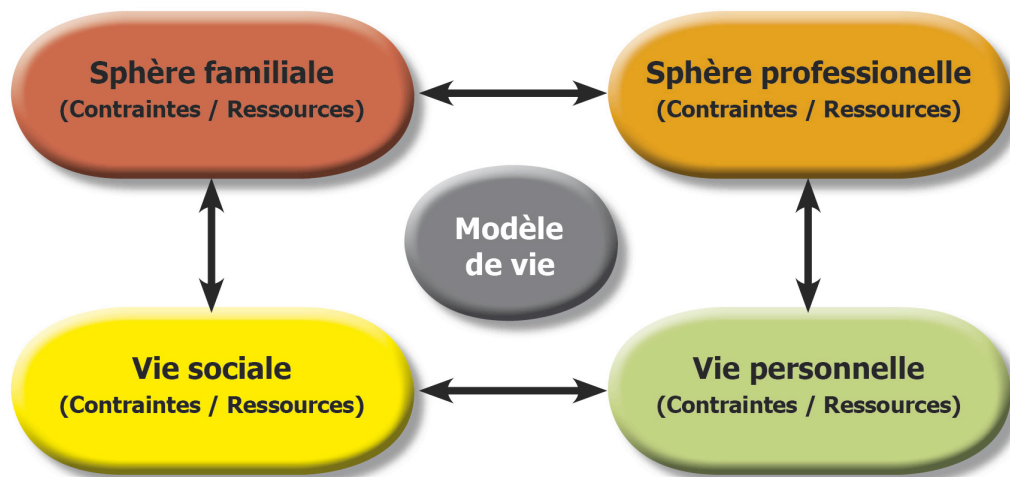 Sphère familiale
(Contraintes / Ressources)
Sphère professionelle
(Contraintes / Ressources)
Modèle
de vie
Vie sociale
(Contraintes / Ressources)
Vie personnelle
(Contraintes / Ressources)